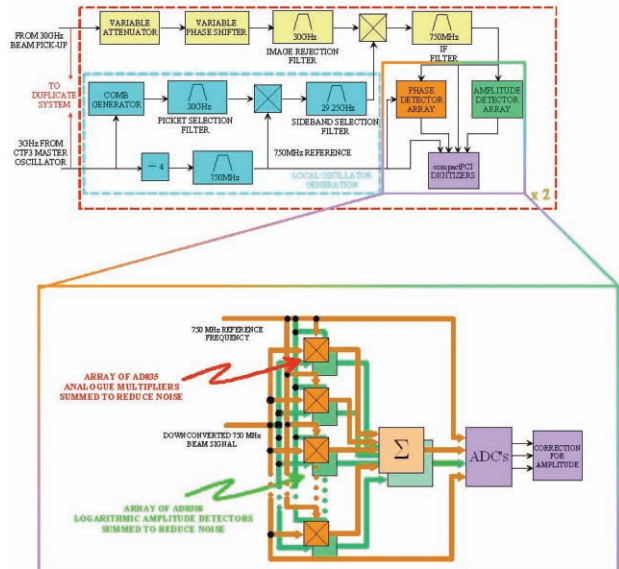 FROM 30GHz
BEAM PICK-UP
VARIABLE
ATTENUATOR
VARIABLE
PHASE SHIFTER
30GHz
IMAGE REJECTION
FILTER
750MHz
IF
FILTER
TO
DUPLICATE
SYSTEM
COMB
GENERATOR
30GHz
PICKET SELECTION
FILTER
29.25GHz
SIDEBAND SELECTION
FILTER
PHASE
DETECTOR
ARRAY
AMPLITUDE
DETECTOR
ARRAY
3GHz FROM
CTF3 MASTER
OSCILLATOR
÷ 4
750MHz
750MHz REFERENCE
LOCAL OSCILLATOR
GENERATION
compactPCI
DIGITIZERS
x 2
750 MHz REFERENCE
FREQUENCY
ARRAY OF AD835
ANALOGUE MULTIPLIERS
SUMMED TO REDUCE NOISE
DOWNCONVERTED 750 MHz
BEAM SIGNAL
Σ
ADC's
CORRECTION
FOR
AMPLITUDE
ARRAY OF AD8318
LOGARITHMIC AMPLITUDE DETECTORS
SUMMED TO REDUCE NOISE